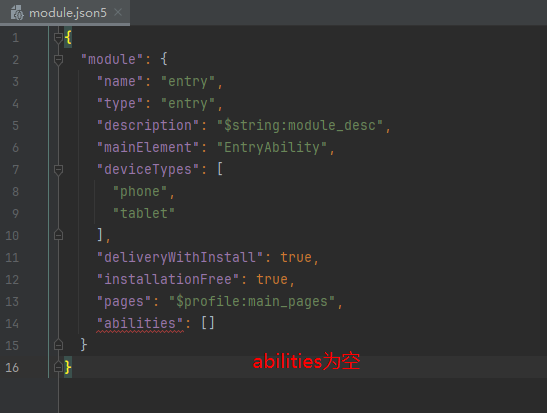 module.json5
1 {
2 "module": {
3 "name": "entry",
4 "type": "entry",
5 "description": "$string:module_desc",
6 "mainElement": "EntryAbility",
7 "deviceTypes": [
8 "phone",
9 "tablet"
10 ],
11 "deliveryWithInstall": true,
12 "installationFree": true,
13 "pages": "$profile:main_pages",
14 "abilities": []
15 }
16 }
abilities为空